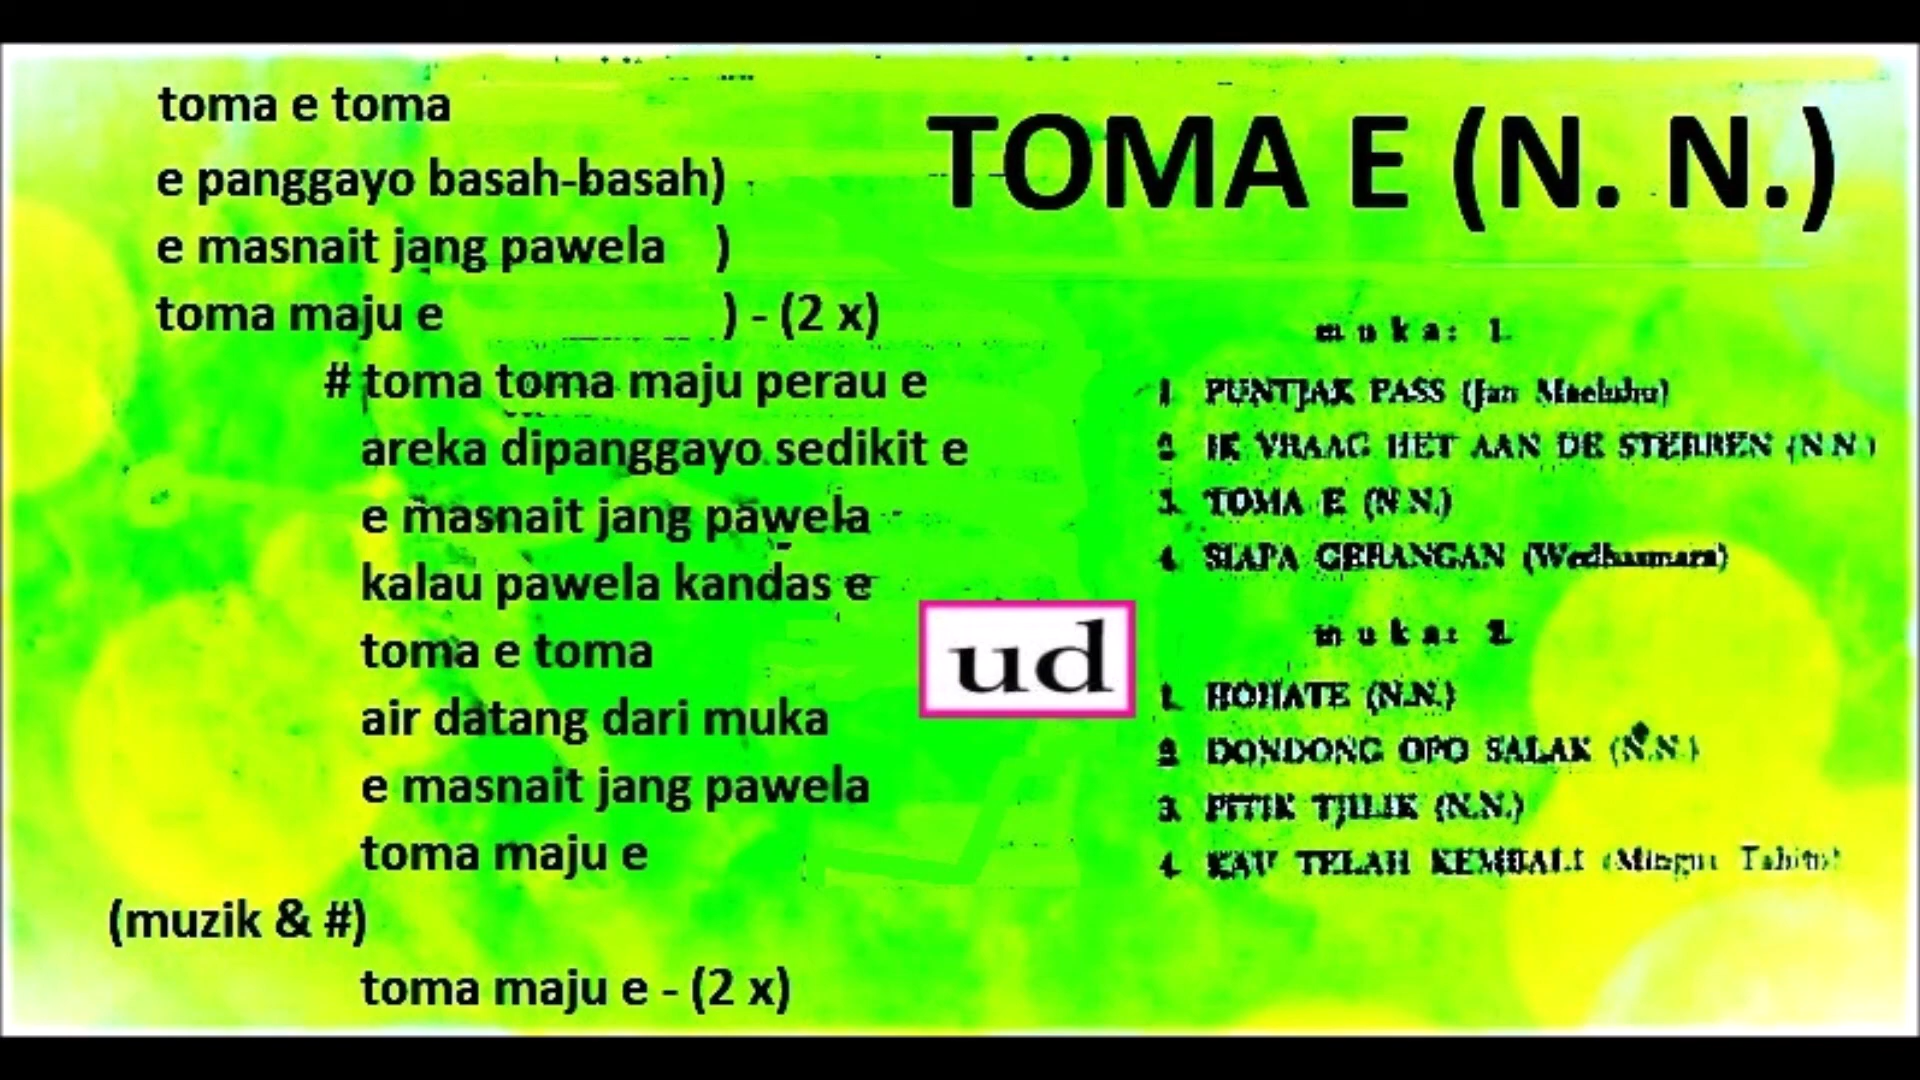 toma e toma
e panggayo basah-basah)
e masnait jang pawela )
toma maju e ) - (2 x)
# toma toma maju perau e
areka dipanggayo sedikit e
e masnait jang pawela
kalau pawela kandas e
toma e toma
air datang dari muka
e masnait jang pawela
toma maju e
(muzik & #)
toma maju e - (2 x)
TOMA E (N. N.)
muka: 1.
1. PUNTJAK PASS (Jan
2. IK VRAAG HET AAN DE STERREN (N.N.)
3. TOMA E (N.N.)
4. SIAPA GERANGAN
muka: 2.
1. HOHATE (N.N.)
2. DONDONG OPO SALAK (N.N.)
3. PITIK TJILIK (N.N.)
4. KAU TELAH KEMBALI
ud